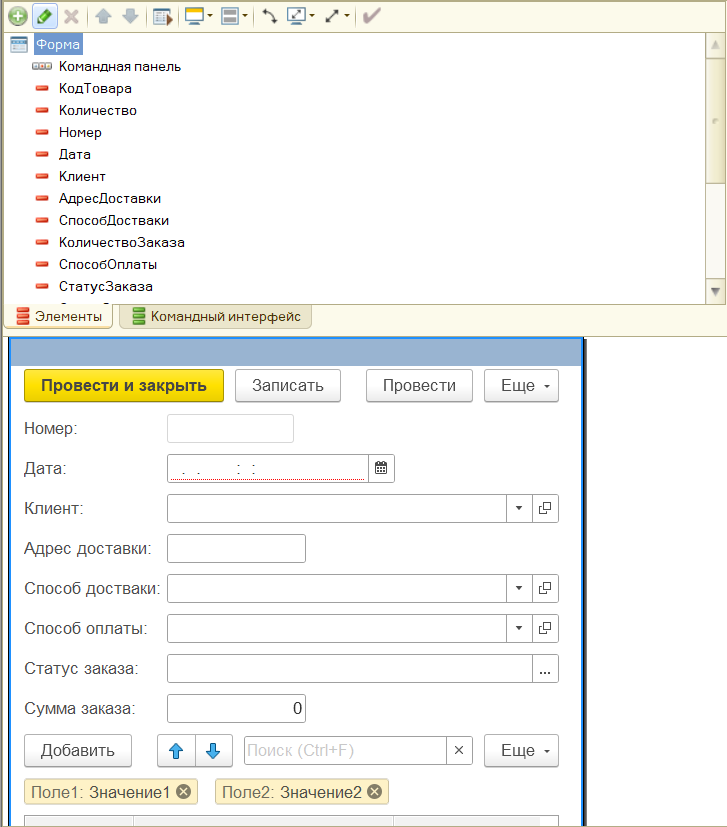 Форма
Командная панель
КодТовара
Количество
Номер
Дата
Клиент
АдресДоставки
СпособДостваки
КоличествоЗаказа
СпособОплаты
СтатусЗаказа
Элементы Командный интерфейс
Провести и закрыть Записать Провести Еще
Номер:
Дата: . . : :
Клиент:
Адрес доставки:
Способ достваки:
Способ оплаты:
Статус заказа: ...
Сумма заказа: 0
Добавить Поиск (Ctrl+F) × Еще
Поле1: Значение1 Поле2: Значение2